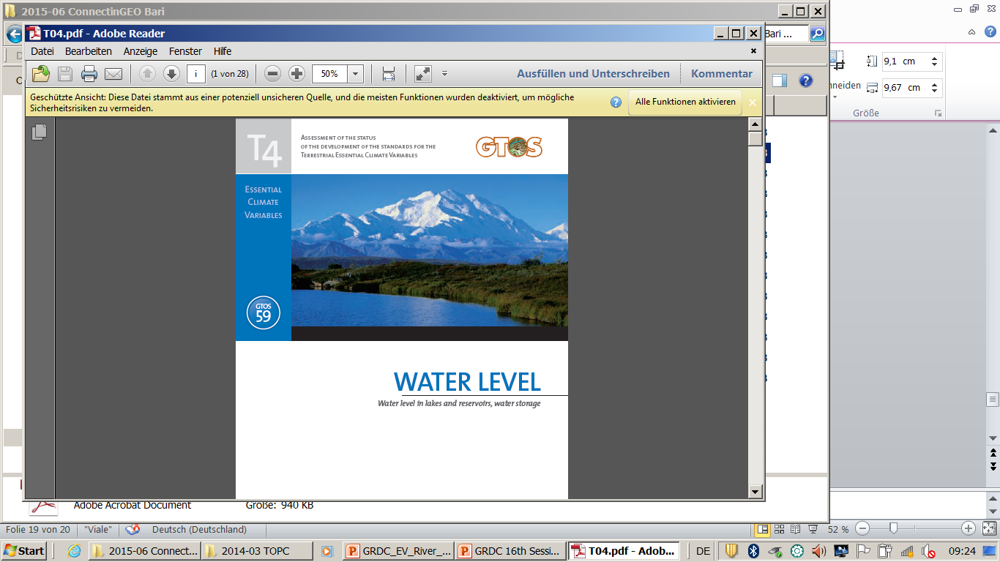 2015-06 ConnectinGEO Bari
T04.pdf - Adobe Reader
Bari ...
Datei Bearbeiten Anzeige Fenster Hilfe
i (1 von 28) 50% Ausfüllen und Unterschreiben Kommentar
9,1 cm
neiden 9,67 cm
Größe
Geschützte Ansicht: Diese Datei stammt aus einer potenziell unsicheren Quelle, und die meisten Funktionen wurden deaktiviert, um mögliche
Sicherheitsrisiken zu vermeiden.
Alle Funktionen aktivieren
T4
Assessment of the status
of the development of the standards for the
Terrestrial Essential Climate Variables
GTOS
Essential
Climate
Variables
GTOS
59
WATER LEVEL
Water level in lakes and reservoirs, water storage
Adobe Acrobat Document Größe: 940 KB
Folie 19 von 20 "Viale" Deutsch (Deutschland) 52 %
Start 2015-06 Connect... 2014-03 TOPC GRDC_EV_River_... GRDC 16th Sessi... T04.pdf - Adob... DE 09:24